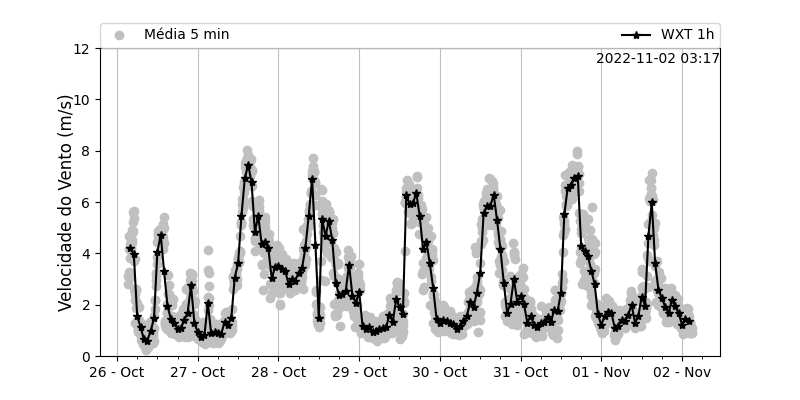 Média 5 min
WXT 1h
2022-11-02 03:17
Velocidade do Vento (m/s)
12
10
8
6
4
2
0
26 - Oct
27 - Oct
28 - Oct
29 - Oct
30 - Oct
31 - Oct
01 - Nov
02 - Nov